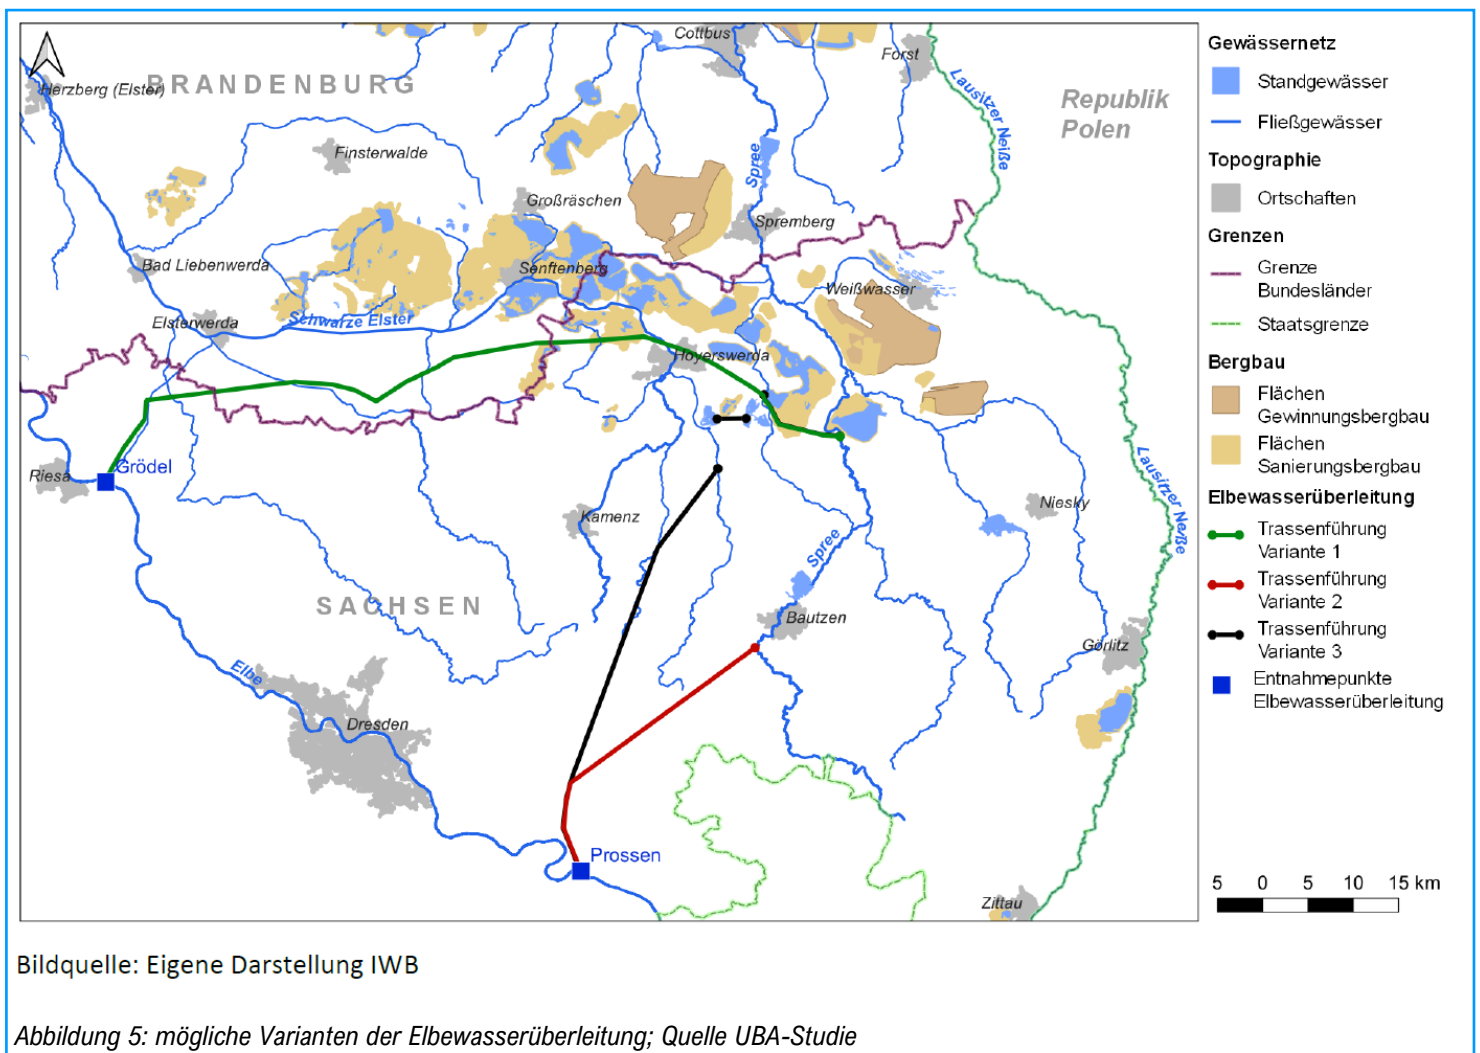 Cottbus
Forst
Herzberg (Elster)
BRANDENBURG
Lausitzer Neiße
Republik
Polen
Finsterwalde
Spree
Großräschen
Spremberg
Bad Liebenwerda
Senftenberg
Weißwasser
Elsterwerda
Schwarze Elster
Hoyerswerda
Riesa
Grödel
Lausitzer Neiße
Niesky
Kamenz
Spree
SACHSEN
Bautzen
Görlitz
Elbe
Dresden
Prossen
Zittau
Gewässernetz
Standgewässer
Fließgewässer
Topographie
Ortschaften
Grenzen
Grenze
Bundesländer
Staatsgrenze
Bergbau
Flächen
Gewinnungsbergbau
Flächen
Sanierungsbergbau
Elbewasserüberleitung
Trassenführung
Variante 1
Trassenführung
Variante 2
Trassenführung
Variante 3
Entnahmepunkte
Elbewasserüberleitung
5 0 5 10 15 km
Bildquelle: Eigene Darstellung IWB
Abbildung 5: mögliche Varianten der Elbewasserüberleitung; Quelle UBA-Studie